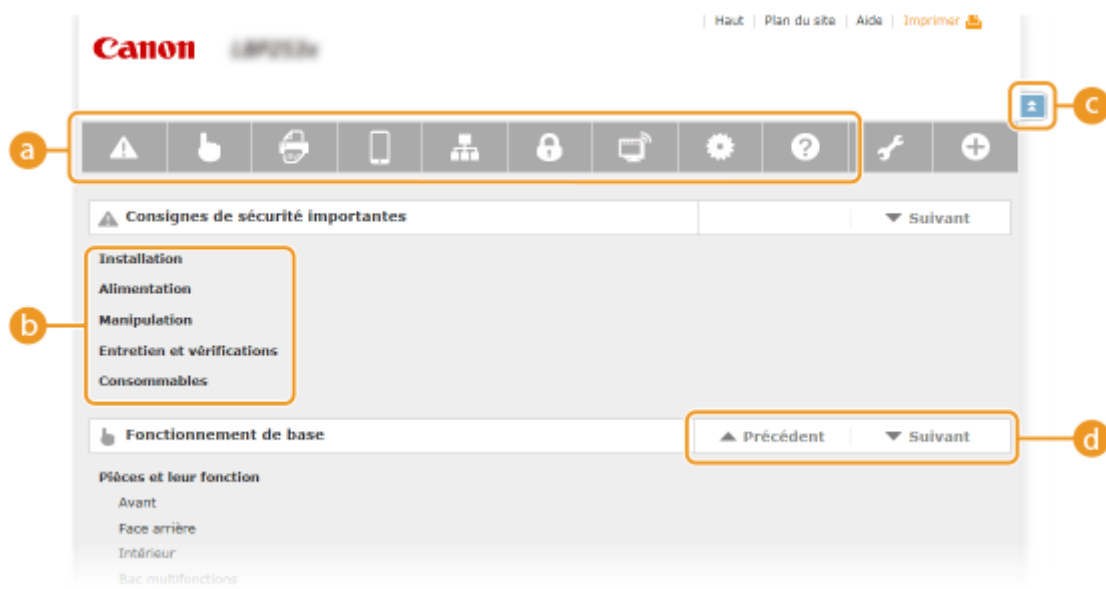 Haut | Plan du site | Aide | Imprimer
Canon
c
a
Consignes de sécurité importantes ▼ Suivant
Installation
Alimentation
Manipulation
b
Entretien et vérifications
Consommables
Fonctionnement de base ▲ Précédent ▼ Suivant
d
Pièces et leur fonction
Avant
Face arrière
Intérieur
Bac multifonctions